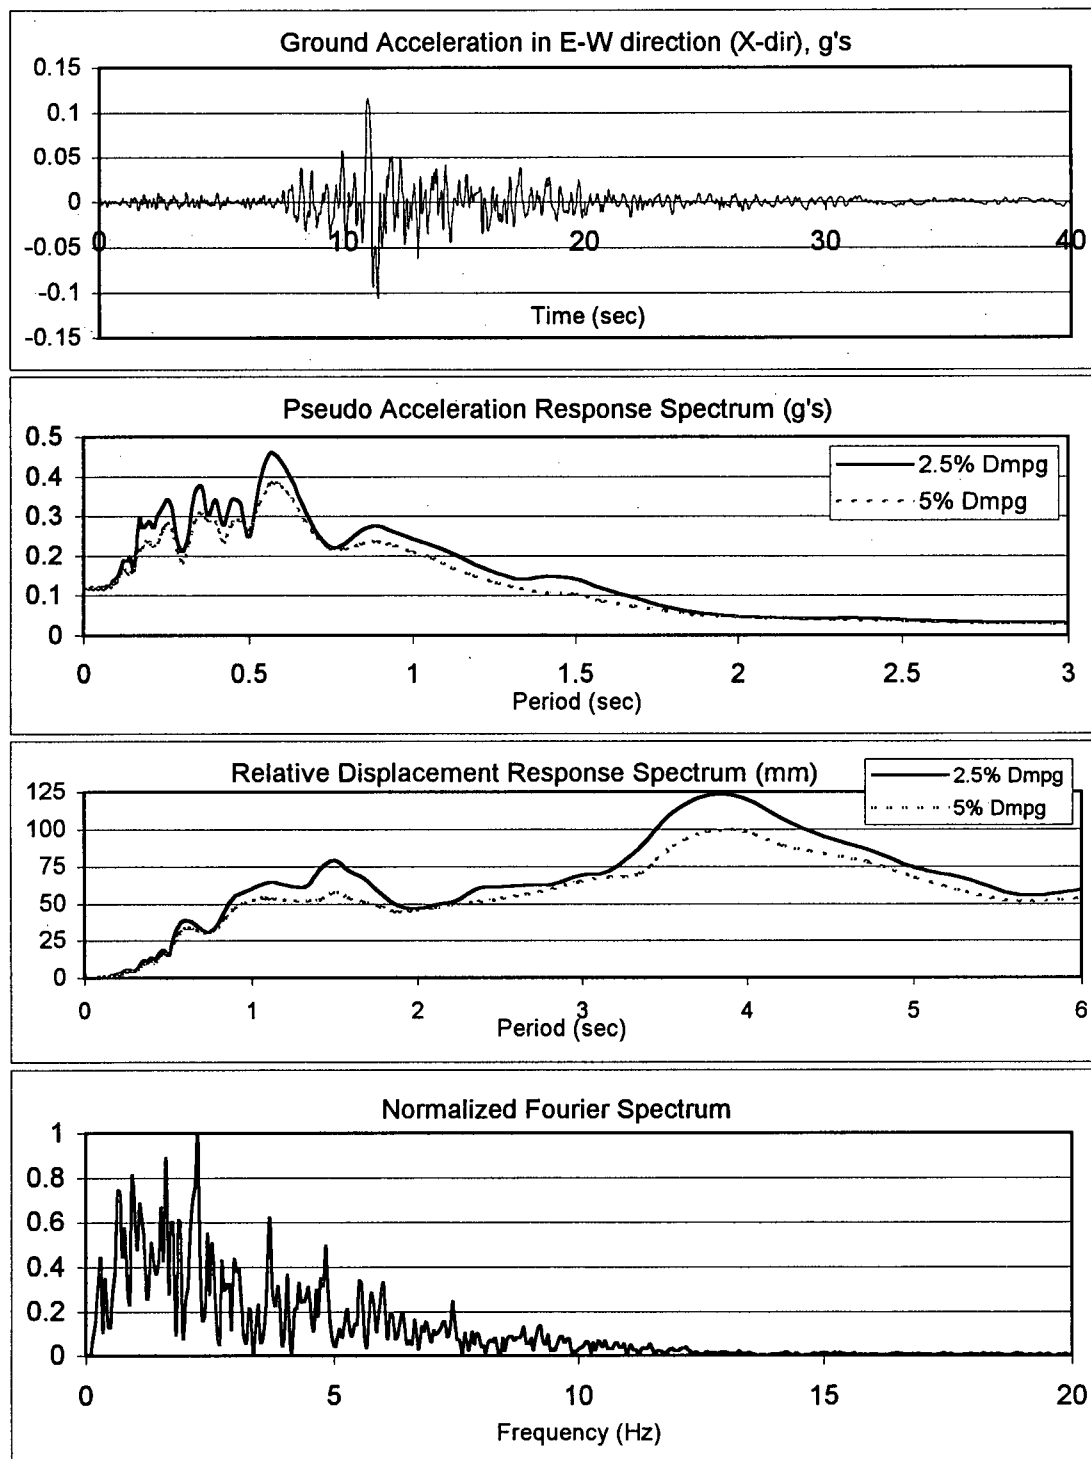 Ground Acceleration in E-W direction (X-dir), g's
0.15
0.1
0.05
0
-0.05
-0.1
-0.15
0 10 20 30 40
Time (sec)
Pseudo Acceleration Response Spectrum (g's)
0.5
0.4
0.3
0.2
0.1
0
2.5% Dmpg
5% Dmpg
0 0.5 1 1.5 2 2.5 3
Period (sec)
Relative Displacement Response Spectrum (mm)
125
100
75
50
25
0
2.5% Dmpg
5% Dmpg
0 1 2 3 4 5 6
Period (sec)
Normalized Fourier Spectrum
1
0.8
0.6
0.4
0.2
0
0 5 10 15 20
Frequency (Hz)